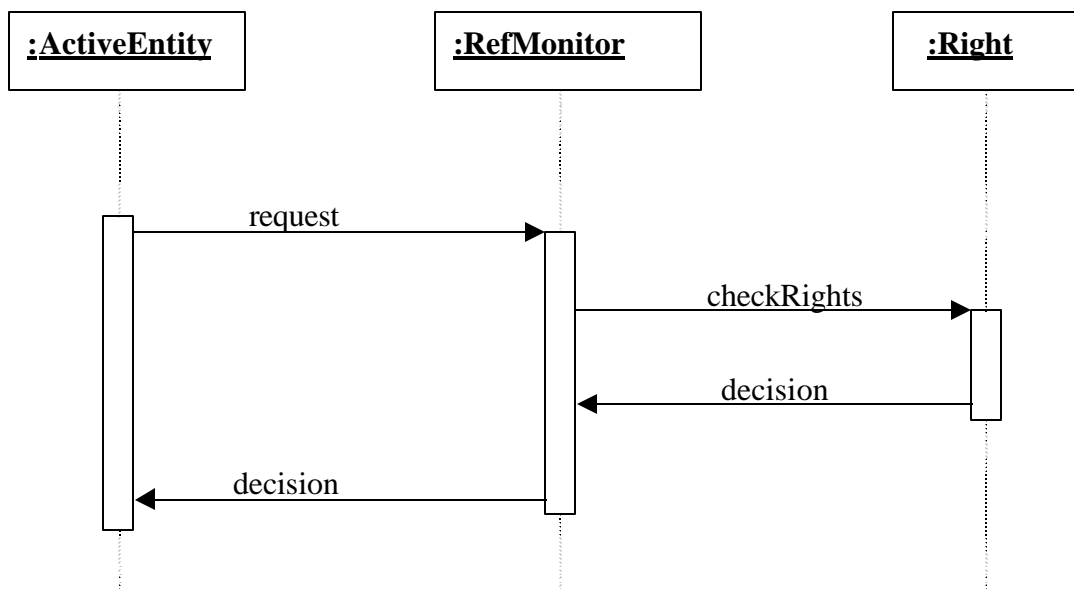 :ActiveEntity
:RefMonitor
:Right
request
checkRights
decision
decision